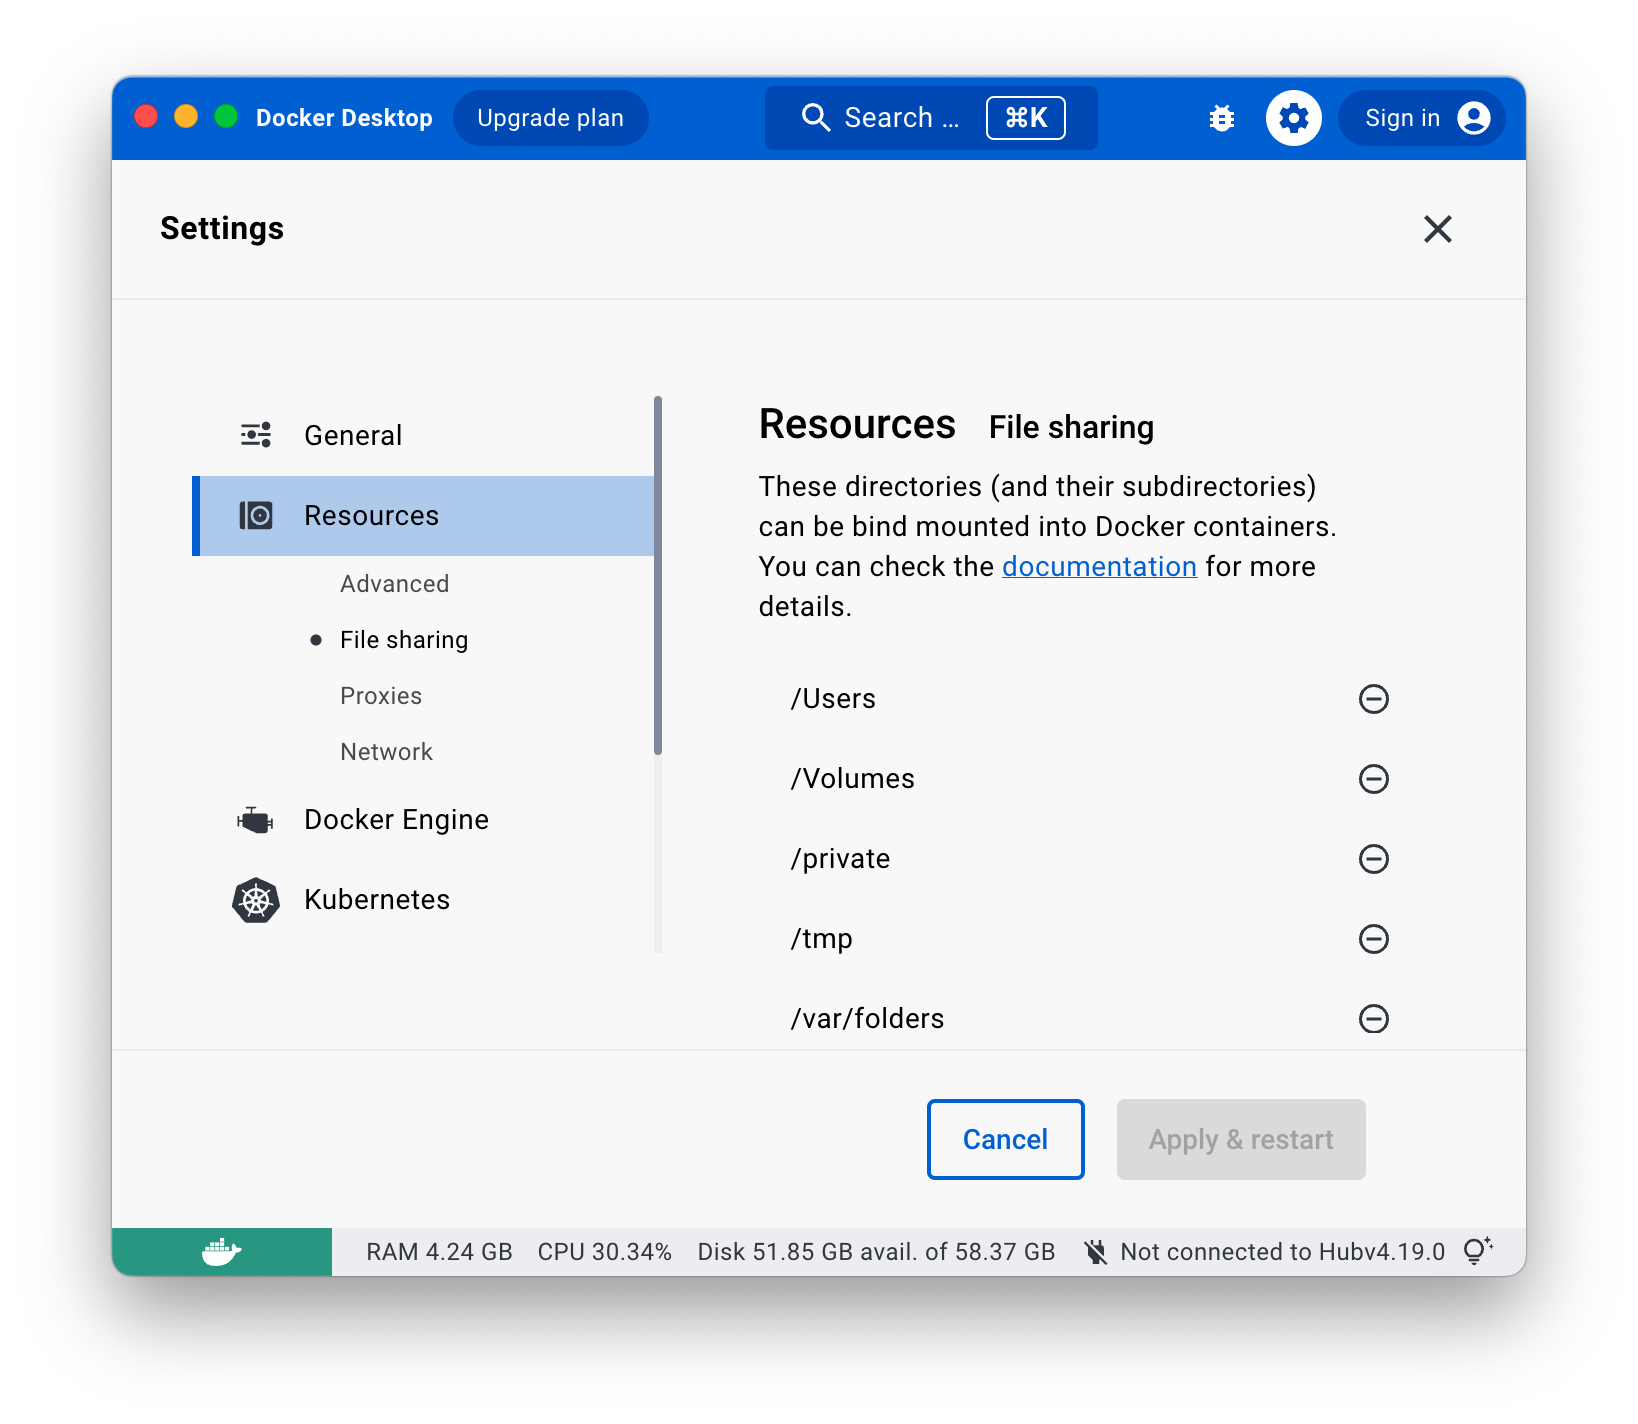 Docker Desktop
Upgrade plan
Search ...
⌘K
Sign in
Settings
General
Resources
Advanced
File sharing
Proxies
Network
Docker Engine
Kubernetes
Resources File sharing
These directories (and their subdirectories)
can be bind mounted into Docker containers.
You can check the documentation for more
details.
/Users
/Volumes
/private
/tmp
/var/folders
Cancel
Apply & restart
RAM 4.24 GB CPU 30.34% Disk 51.85 GB avail. of 58.37 GB Not connected to Hub v4.19.0